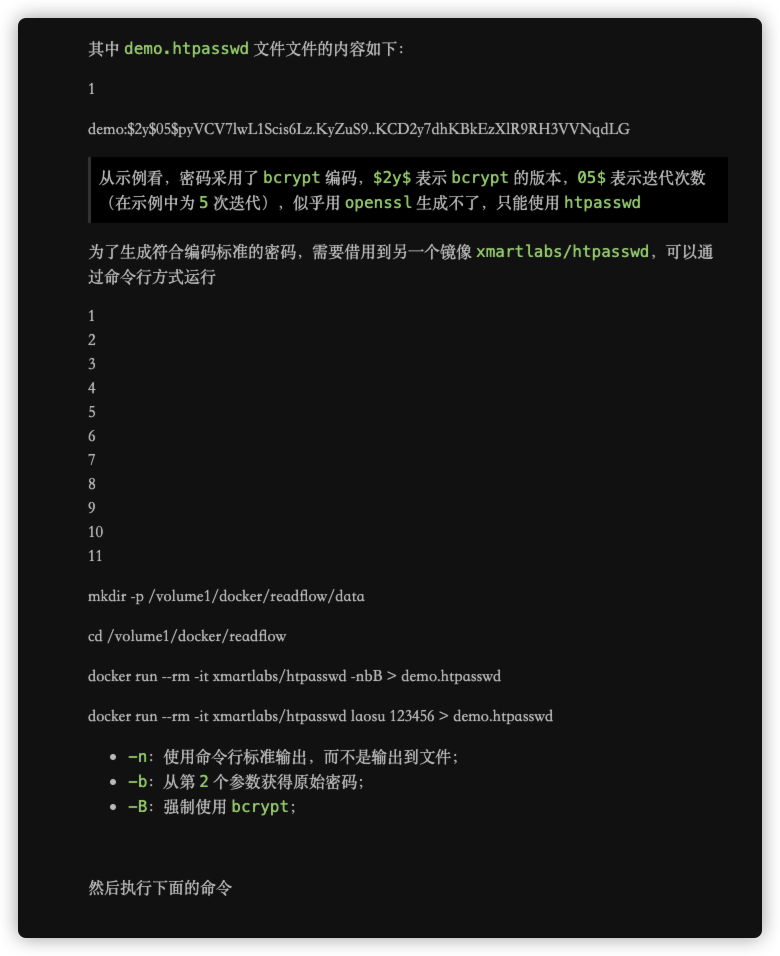 其中 demo.htpasswd 文件文件的内容如下：
1
demo:$2y$05$pyVCV7lwL1Scis6Lz.KyZuS9..KCD2y7dhKBkEzXlR9RH3VVNqdLG
从示例看，密码采用了 bcrypt 编码，$2y$ 表示 bcrypt 的版本，05$ 表示迭代次数
（在示例中为 5 次迭代），似乎用 openssl 生成不了，只能使用 htpasswd
为了生成符合编码标准的密码，需要借用到另一个镜像 xmartlabs/htpasswd，可以通
过命令行方式运行
1
2
3
4
5
6
7
8
9
10
11
mkdir -p /volume1/docker/readflow/data
cd /volume1/docker/readflow
docker run --rm -it xmartlabs/htpasswd -nbB > demo.htpasswd
docker run --rm -it xmartlabs/htpasswd laosu 123456 > demo.htpasswd
• -n：使用命令行标准输出，而不是输出到文件；
• -b：从第 2 个参数获得原始密码；
• -B：强制使用 bcrypt；
然后执行下面的命令